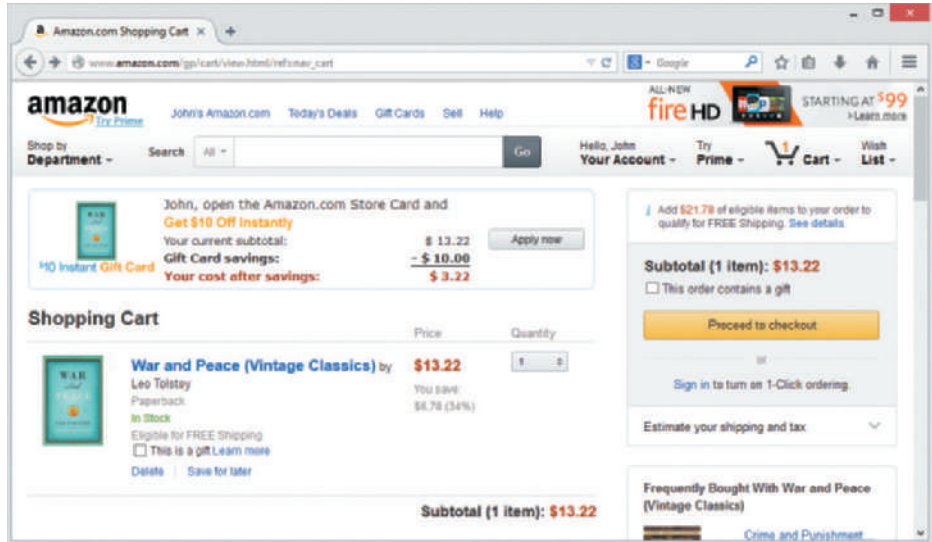 Amazon.com Shopping Cart × +
www.amazon.com/gp/cart/view.html/ref=nav_cart
Google
amazon
Try Prime
John's Amazon.com Today's Deals Gift Cards Sell Help
ALL-NEW
fire HD
STARTING AT $99
Learn more
Shop by
Department
Search All
Go
Hello, John
Your Account
Try
Prime
1
Cart
Wish
List
John, open the Amazon.com Store Card and
Get $10 Off Instantly
Your current subtotal: $ 13.22
Gift Card savings: - $ 10.00
Your cost after savings: $ 3.22
Apply now
$10 Instant Gift Card
Add $21.78 of eligible items to your order to
qualify for FREE Shipping. See details
Subtotal (1 item): $13.22
This order contains a gift
Proceed to checkout
or
Sign in to turn on 1-Click ordering.
Estimate your shipping and tax
Shopping Cart
Price Quantity
WAR
and
PEACE
War and Peace (Vintage Classics) by
Leo Tolstoy
Paperback
In Stock
Eligible for FREE Shipping
This is a gift Learn more
Delete Save for later
$13.22
You save:
$6.78 (34%)
1
Subtotal (1 item): $13.22
Frequently Bought With War and Peace
(Vintage Classics)
Crime and Punishment...